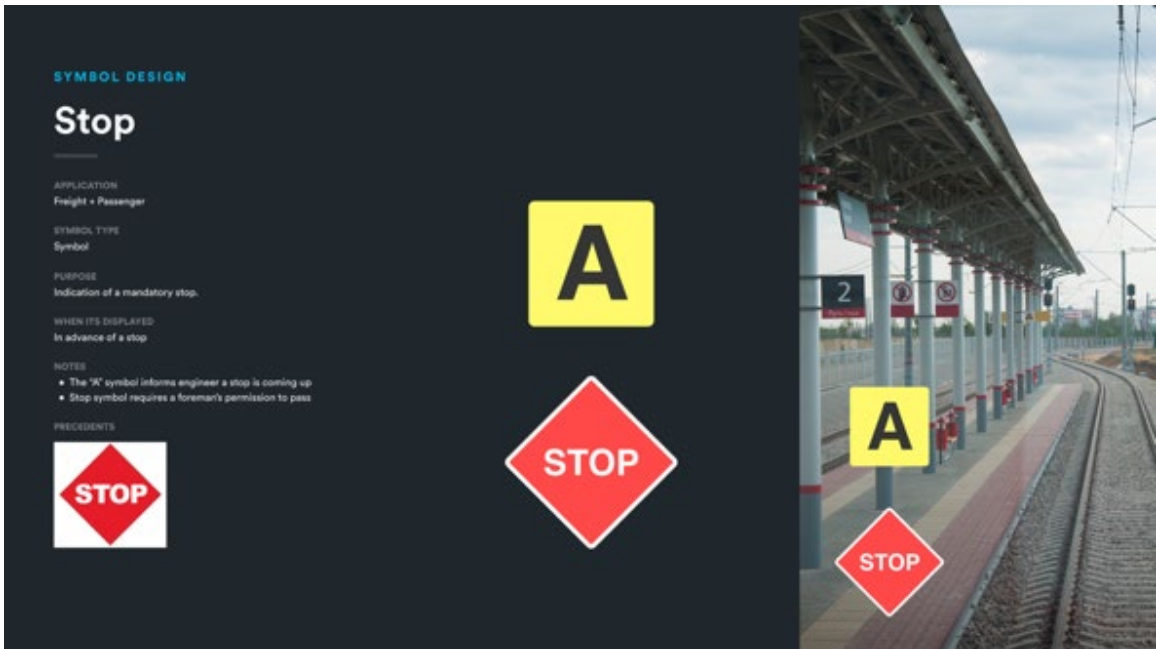 SYMBOL DESIGN
Stop
APPLICATION
Freight + Passenger
SYMBOL TYPE
Symbol
PURPOSE
Indication of a mandatory stop.
WHEN ITS DISPLAYED
In advance of a stop
NOTES
• The "A" symbol informs engineer a stop is coming up
• Stop symbol requires a foreman's permission to pass
PRECEDENTS
STOP
A
STOP
2
A
STOP